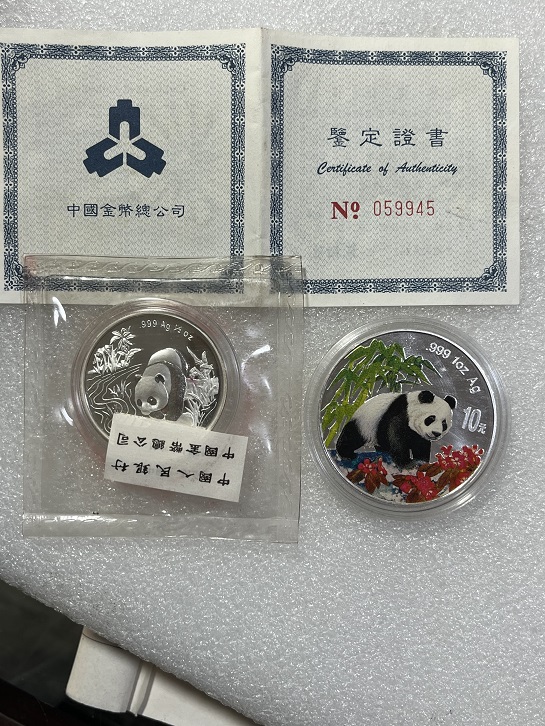 中國金幣總公司
鑒定證書
Certificate of Authenticity
№ 059945
.999 Ag ½ oz
中國人民銀行
中國金幣總公司
.999 1oz Ag
10元